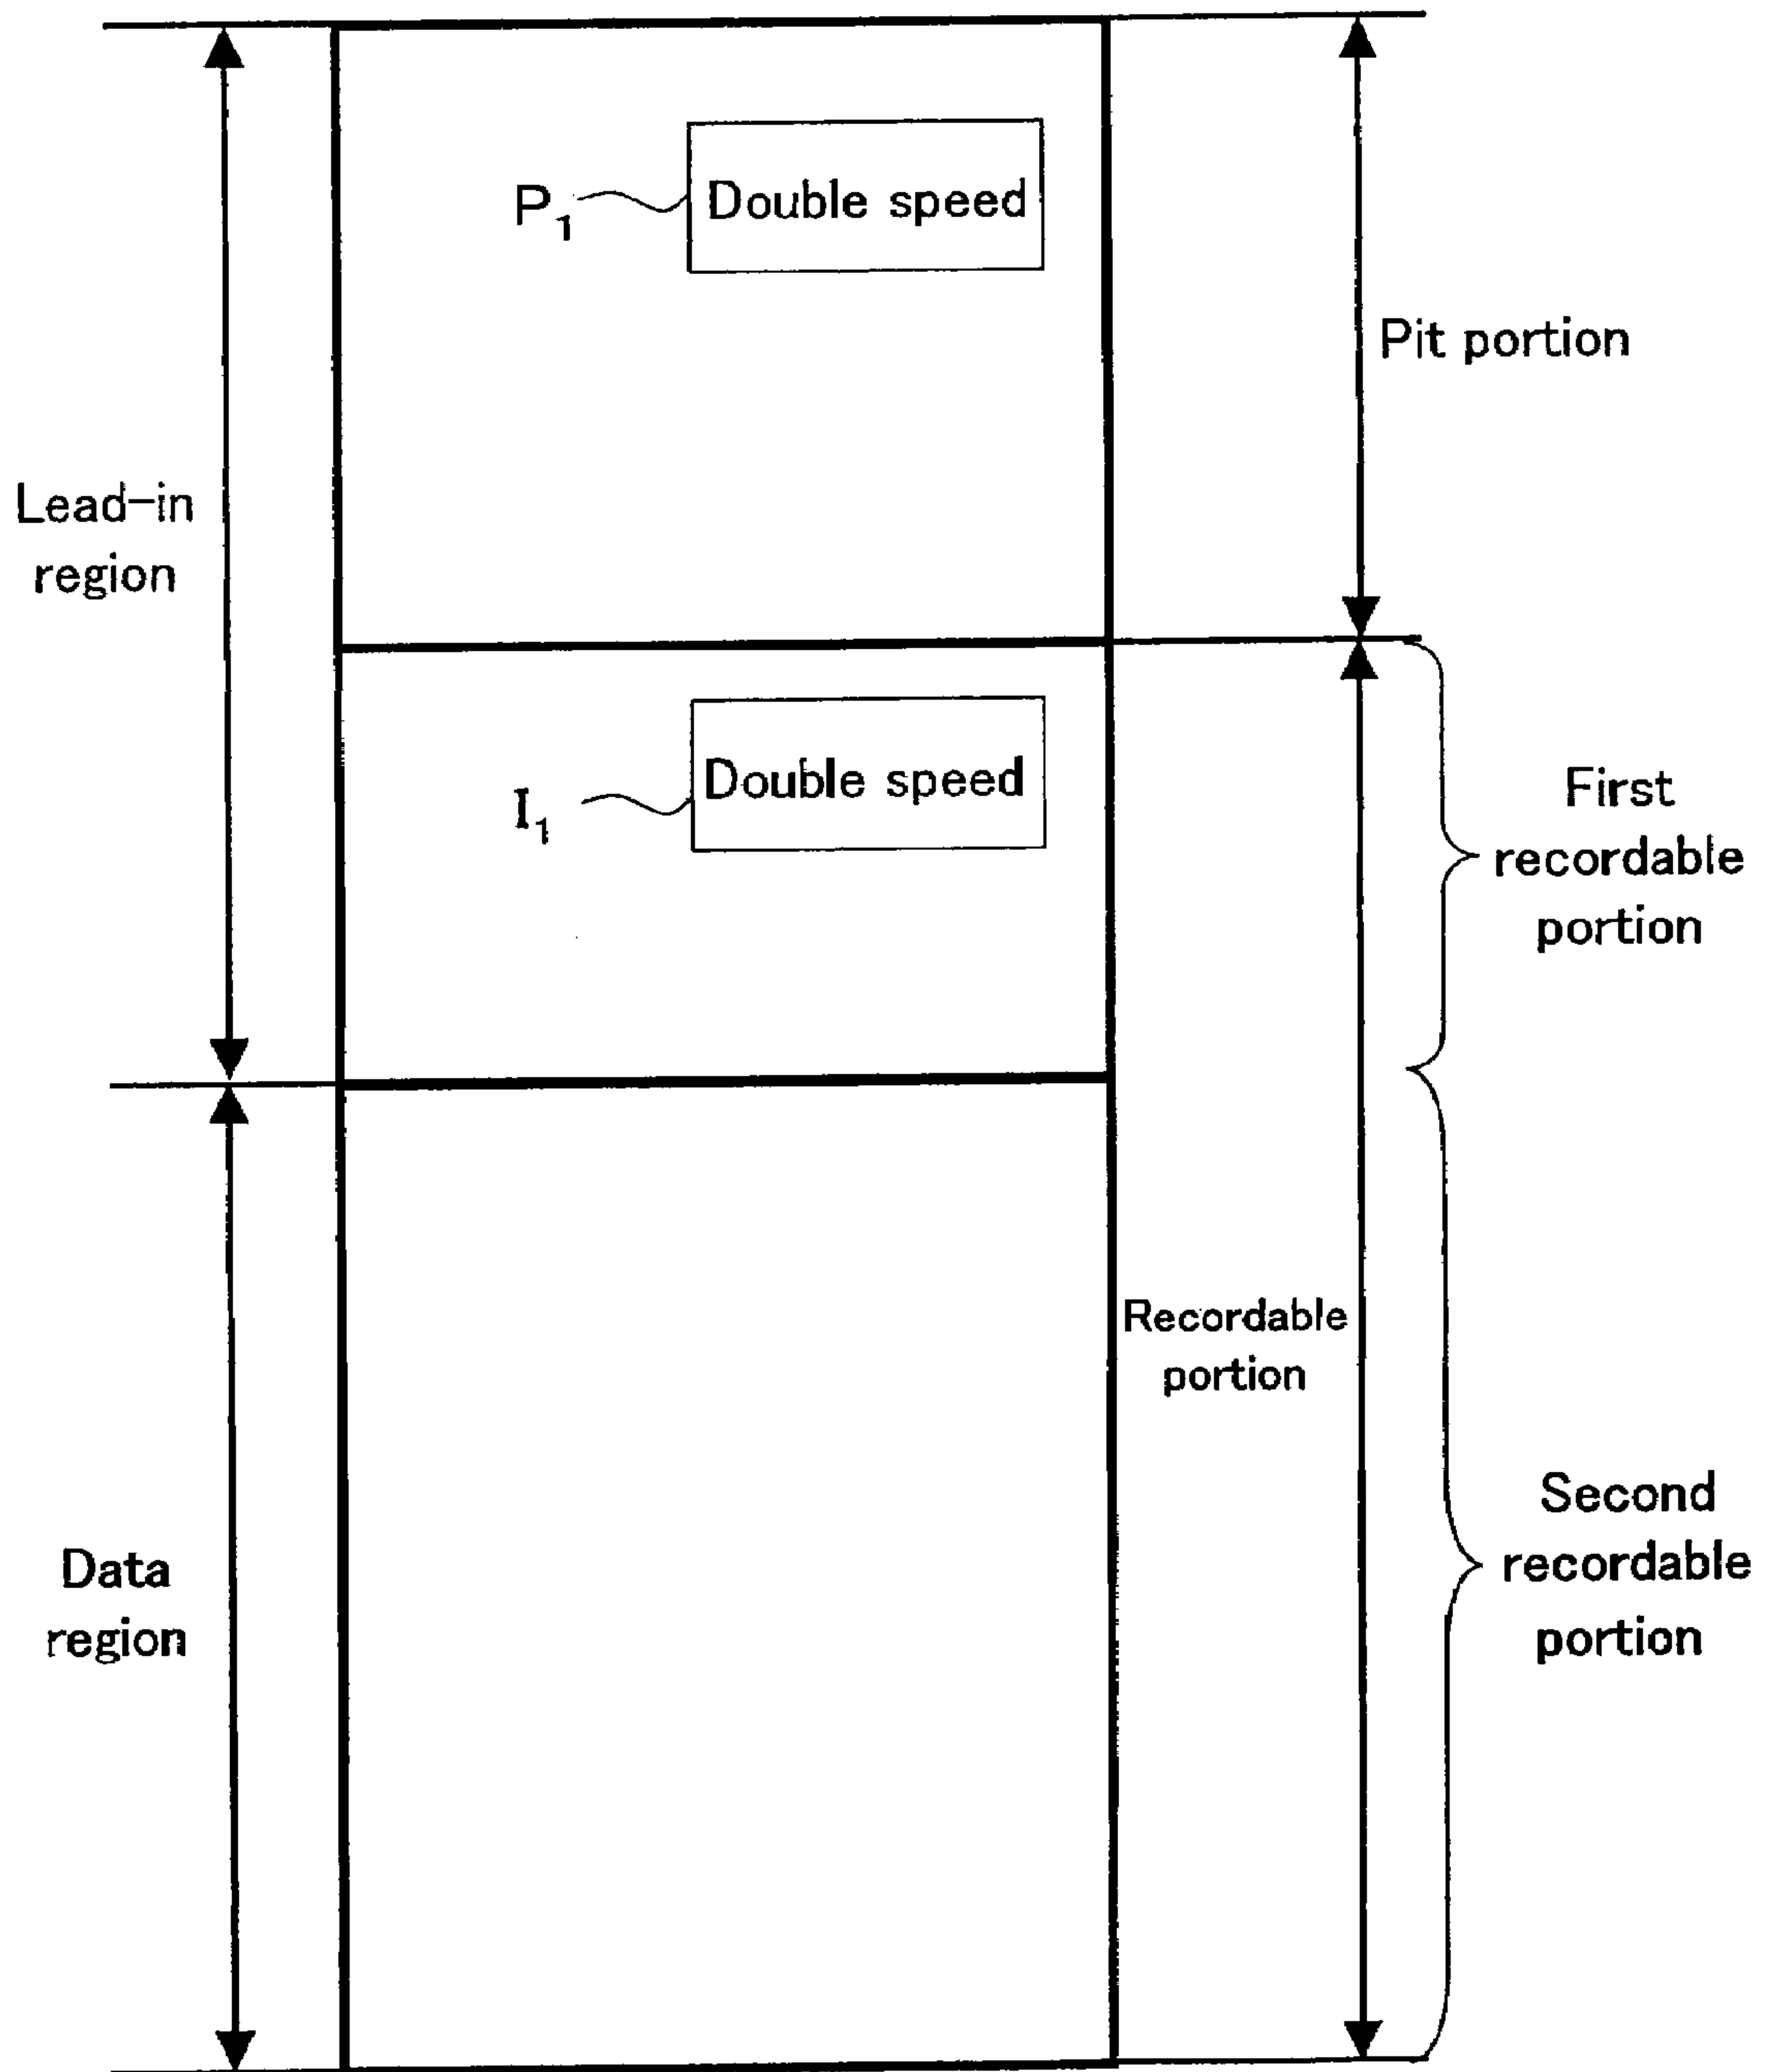 P1
Double speed
Pit portion
Lead-in
region
I1
Double speed
First
recordable
portion
Recordable
portion
Data
region
Second
recordable
portion